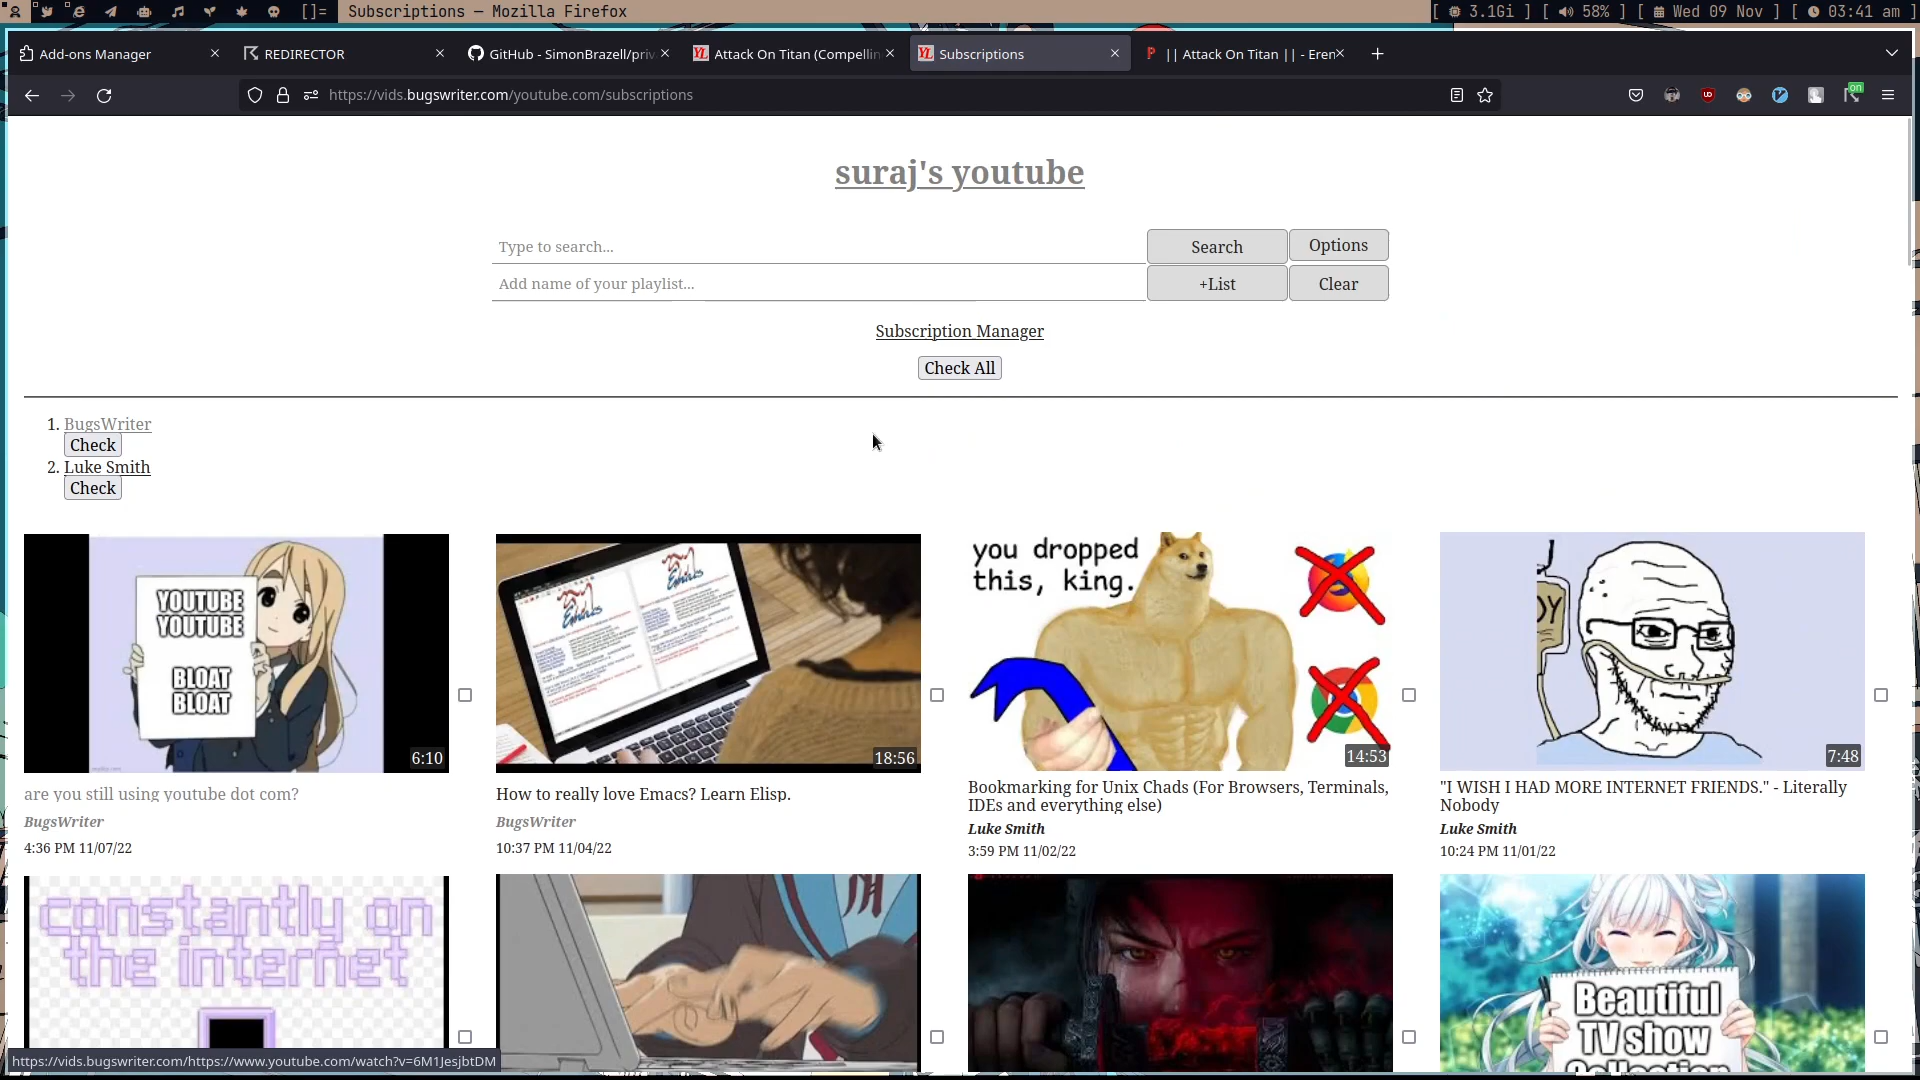 []= Subscriptions — Mozilla Firefox [ 3.1Gi ] [ 58% ] [ Wed 09 Nov ] [ 03:41 am ]
Add-ons Manager REDIRECTOR GitHub - SimonBrazell/priv Attack On Titan (Compellin Subscriptions || Attack On Titan || - Eren
https://vids.bugswriter.com/youtube.com/subscriptions on
suraj's youtube
Type to search... Search Options
Add name of your playlist... +List Clear
Subscription Manager
Check All
1. BugsWriter
Check
2. Luke Smith
Check
YOUTUBE
YOUTUBE
BLOAT
BLOAT
6:10
18:56
you dropped
this, king.
14:53
7:48
are you still using youtube dot com?
BugsWriter
4:36 PM 11/07/22
How to really love Emacs? Learn Elisp.
BugsWriter
10:37 PM 11/04/22
Bookmarking for Unix Chads (For Browsers, Terminals,
IDEs and everything else)
Luke Smith
3:59 PM 11/02/22
"I WISH I HAD MORE INTERNET FRIENDS." - Literally
Nobody
Luke Smith
10:24 PM 11/01/22
constantly on
the internet
Beautiful
TV show
Collection
https://vids.bugswriter.com/https://www.youtube.com/watch?v=6M1JesjbtDM